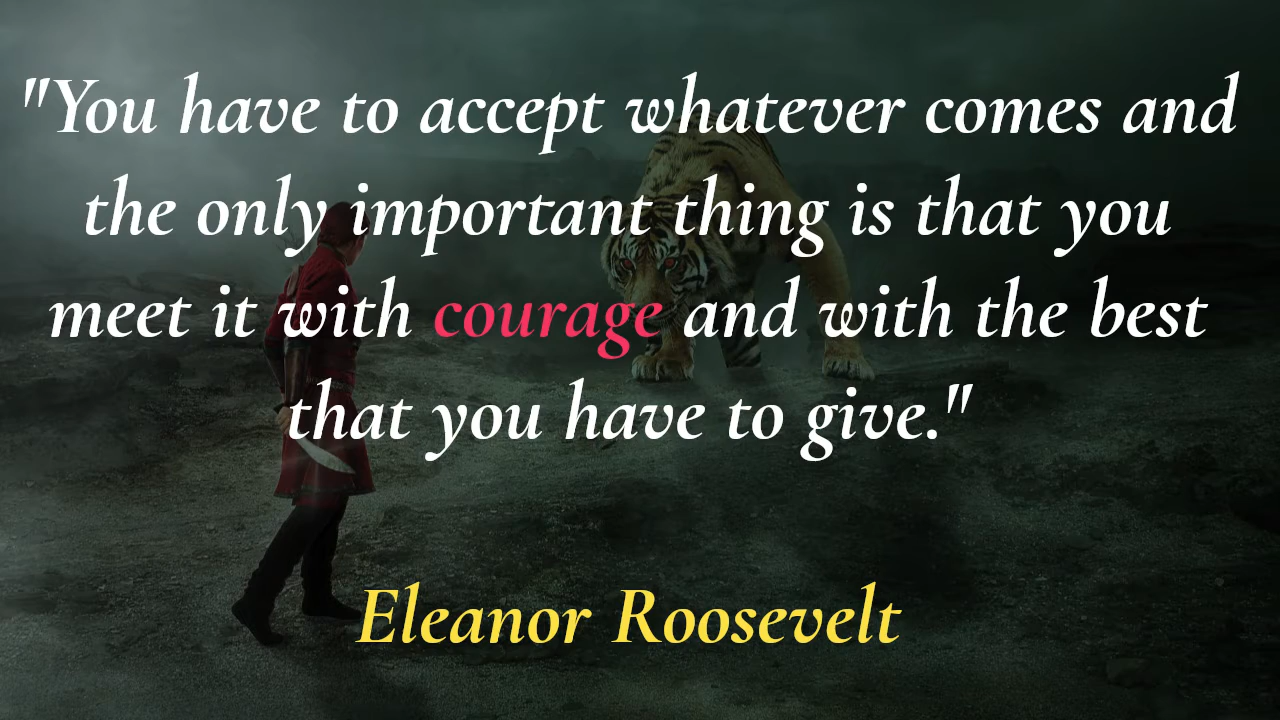 "You have to accept whatever comes and
the only important thing is that you
meet it with courage and with the best
that you have to give."
Eleanor Roosevelt